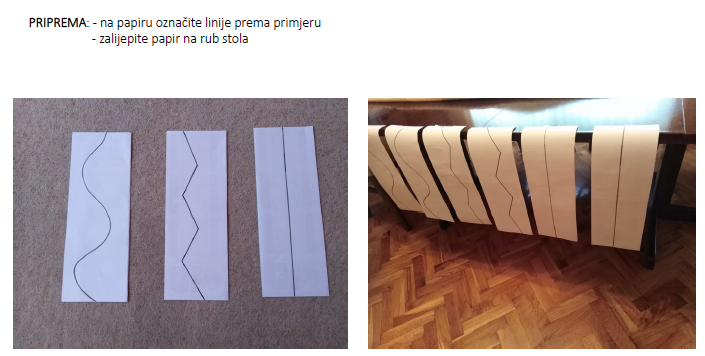 PRIPREMA: - na papiru označite linije prema primjeru
- zalijepite papir na rub stola